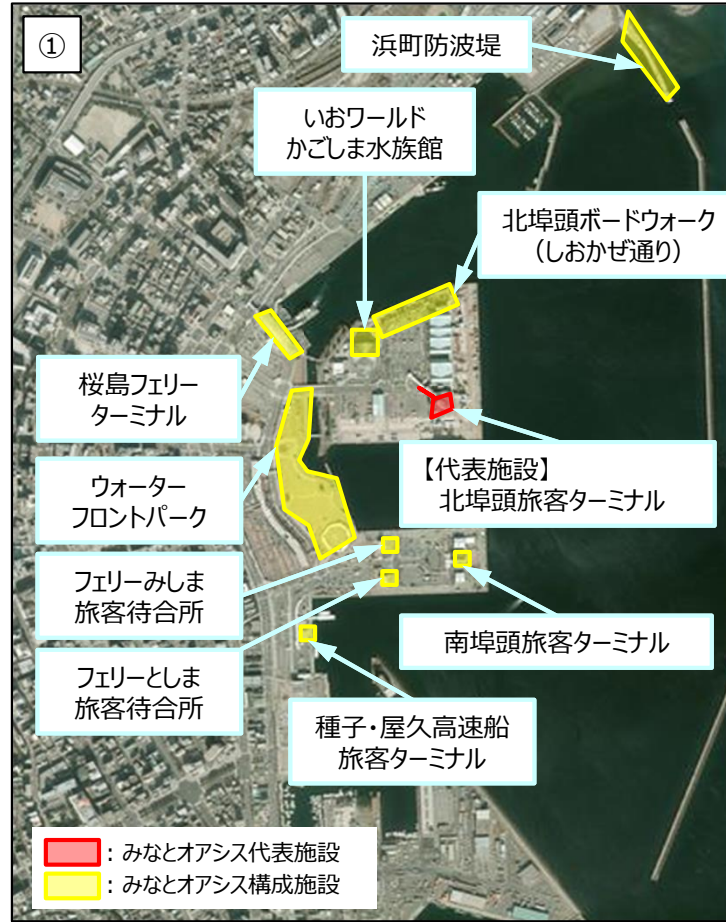 ①
浜町防波堤
いおワールド
かごしま水族館
北埠頭ボードウォーク
（しおかぜ通り）
桜島フェリー
ターミナル
【代表施設】
北埠頭旅客ターミナル
ウォーター
フロントパーク
フェリーみしま
旅客待合所
南埠頭旅客ターミナル
フェリーとしま
旅客待合所
種子・屋久高速船
旅客ターミナル
：みなとオアシス代表施設
：みなとオアシス構成施設